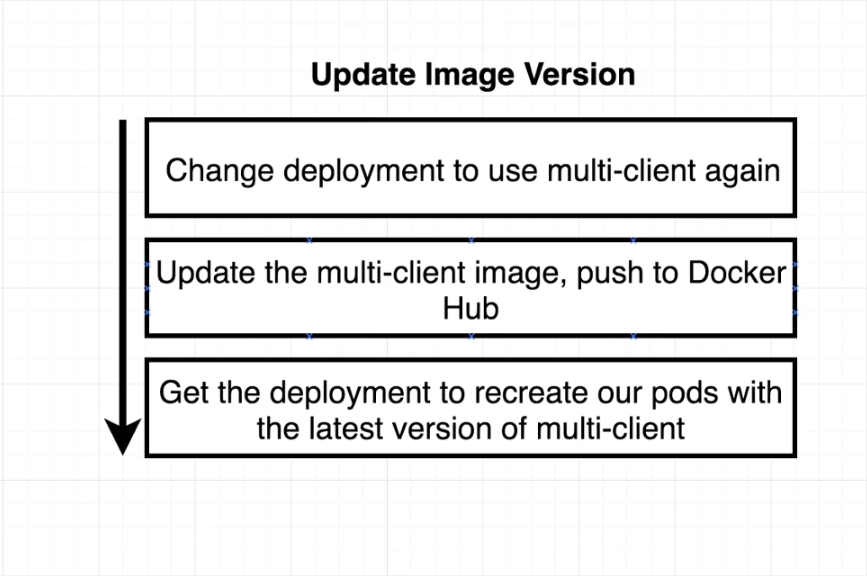 Update Image Version
Change deployment to use multi-client again
Update the multi-client image, push to Docker
Hub
Get the deployment to recreate our pods with
the latest version of multi-client